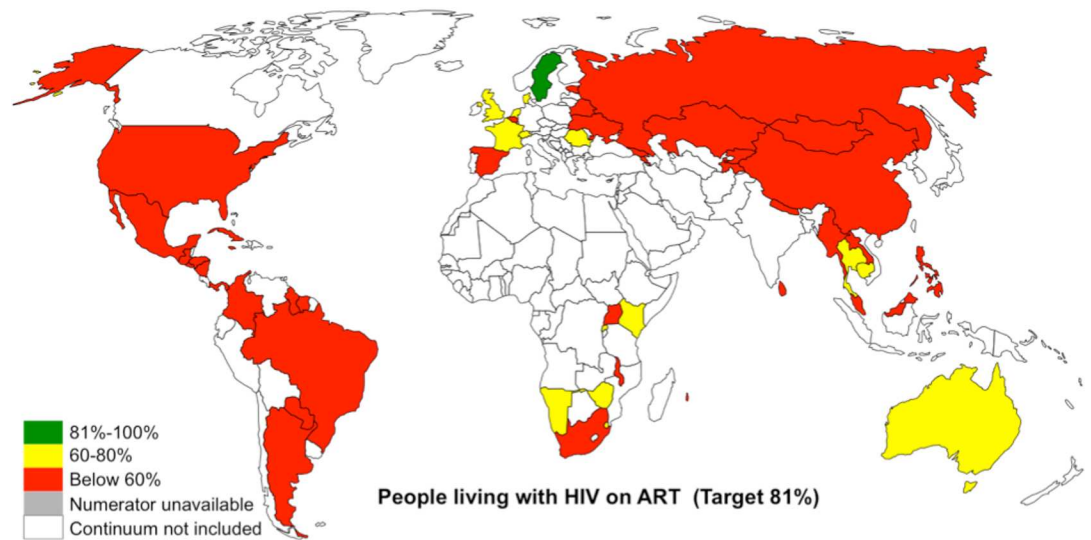 81%-100%
60-80%
Below 60%
Numerator unavailable
Continuum not included
People living with HIV on ART (Target 81%)